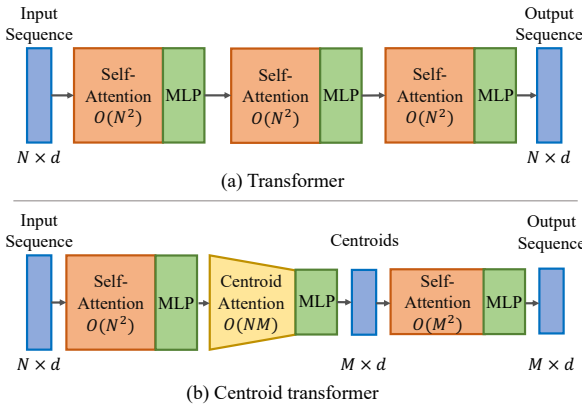 Input
Sequence
Output
Sequence
Self-
Attention
O(N²)
MLP
Self-
Attention
O(N²)
MLP
Self-
Attention
O(N²)
MLP
N × d
N × d
(a) Transformer
Input
Sequence
Centroids
Output
Sequence
Self-
Attention
O(N²)
MLP
Centroid
Attention
O(NM)
MLP
Self-
Attention
O(M²)
MLP
N × d
M × d
M × d
(b) Centroid transformer